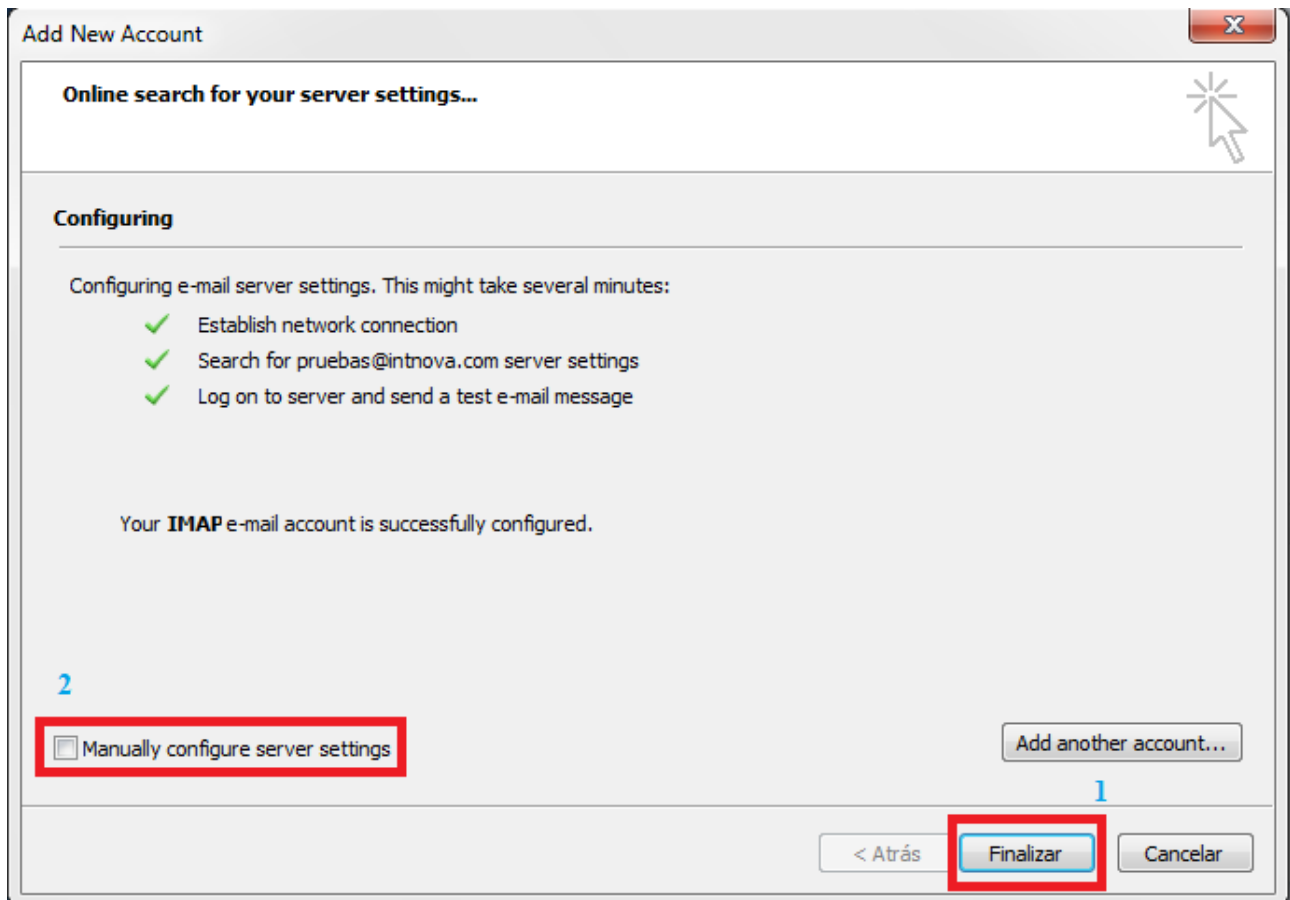 Add New Account
Online search for your server settings...
Configuring
Configuring e-mail server settings. This might take several minutes:
Establish network connection
Search for pruebas@intnova.com server settings
Log on to server and send a test e-mail message
Your IMAP e-mail account is successfully configured.
2
Manually configure server settings
Add another account...
1
< Atrás
Finalizar
Cancelar